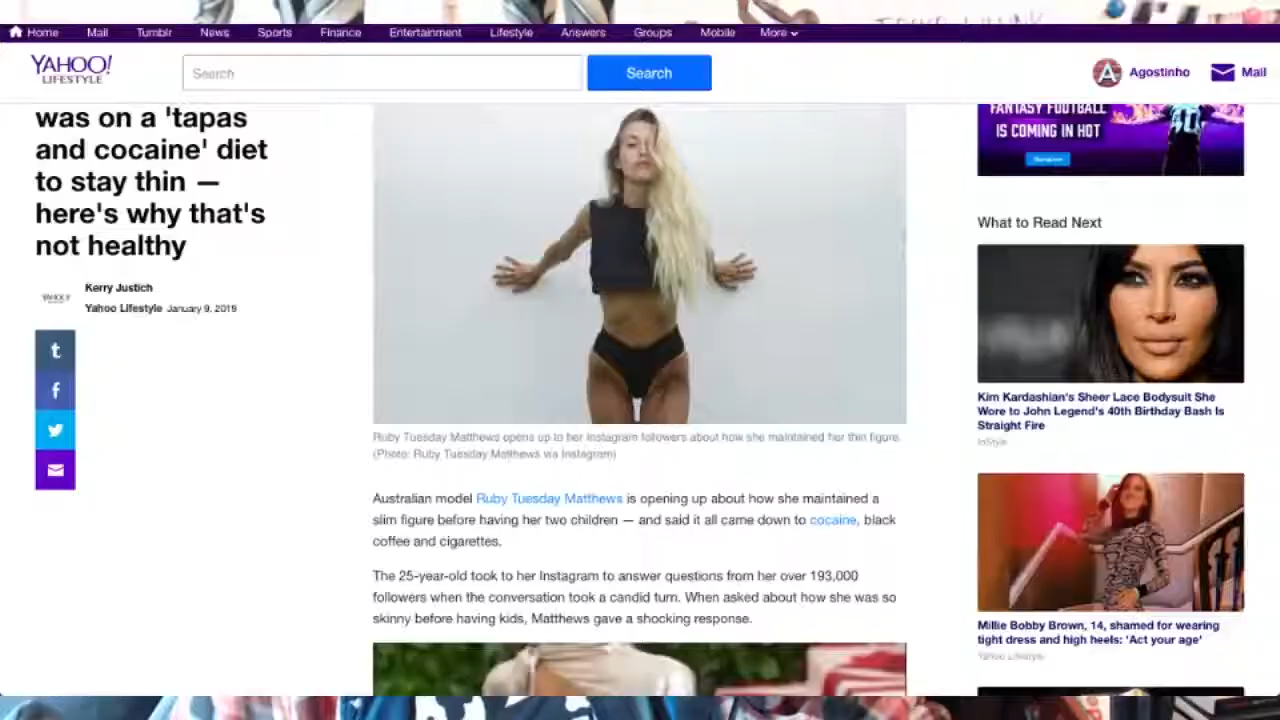 Home Mail Tumblr News Sports Finance Entertainment Lifestyle Answers Groups Mobile More
YAHOO!
LIFESTYLE
Search
Search
A
Agostinho
Mail
was on a 'tapas
and cocaine' diet
to stay thin —
here's why that's
not healthy
YAHOO!
Kerry Justich
Yahoo Lifestyle January 9, 2019
t
f
Ruby Tuesday Matthews opens up to her Instagram followers about how she maintained her thin figure.
(Photo: Ruby Tuesday Matthews via Instagram)
Australian model Ruby Tuesday Matthews is opening up about how she maintained a
slim figure before having her two children — and said it all came down to cocaine, black
coffee and cigarettes.
The 25-year-old took to her Instagram to answer questions from her over 193,000
followers when the conversation took a candid turn. When asked about how she was so
skinny before having kids, Matthews gave a shocking response.
FANTASY FOOTBALL
IS COMING IN HOT
40
What to Read Next
Kim Kardashian's Sheer Lace Bodysuit She
Wore to John Legend's 40th Birthday Bash Is
Straight Fire
InStyle
Millie Bobby Brown, 14, shamed for wearing
tight dress and high heels: 'Act your age'
Yahoo Lifestyle